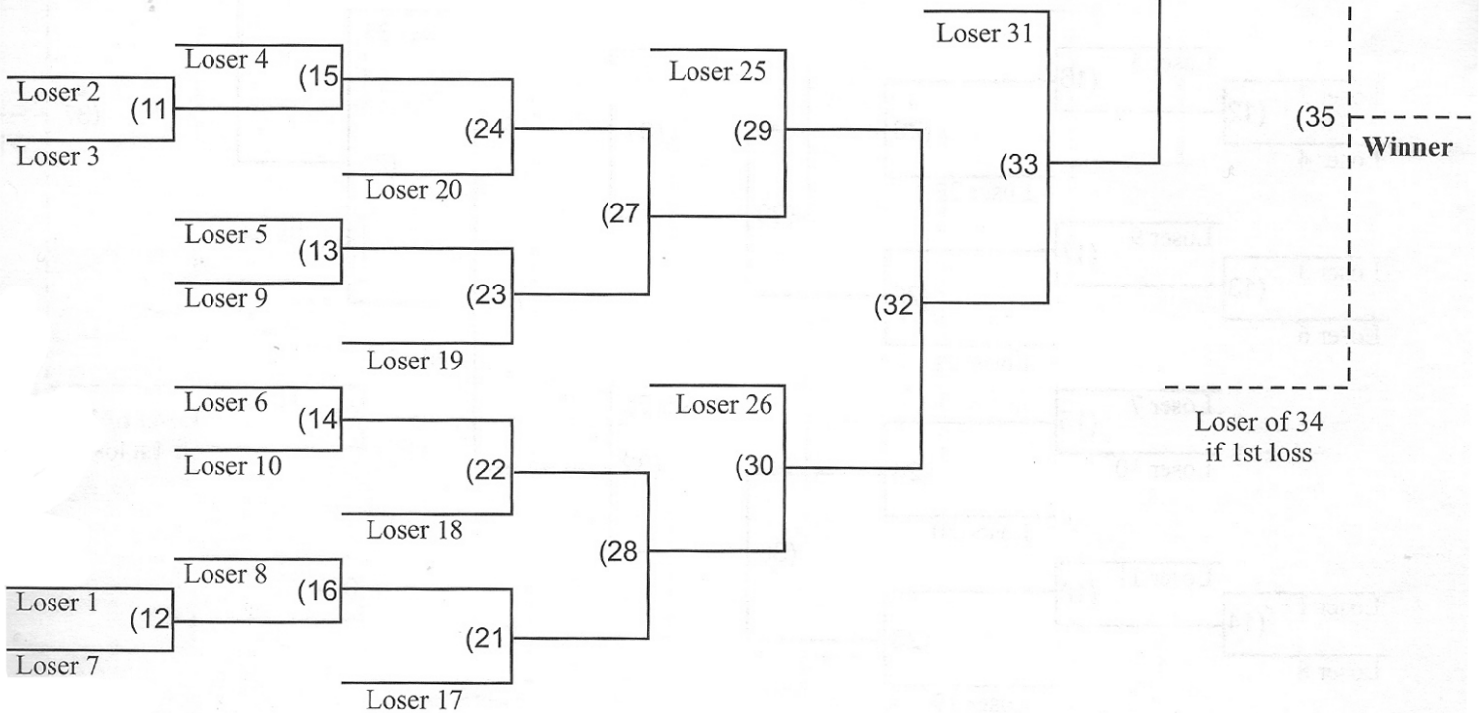 Loser 31
Loser 4
(15
Loser 25
Loser 2
(11
(35
(24
(29
Winner
Loser 3
(33
Loser 20
(27
Loser 5
(13
(23
Loser 9
(32
Loser 19
Loser 6
(14
Loser 26
Loser of 34
if 1st loss
Loser 10
(22
(30
Loser 18
(28
Loser 8
(16
Loser 1
(12
(21
Loser 7
Loser 17